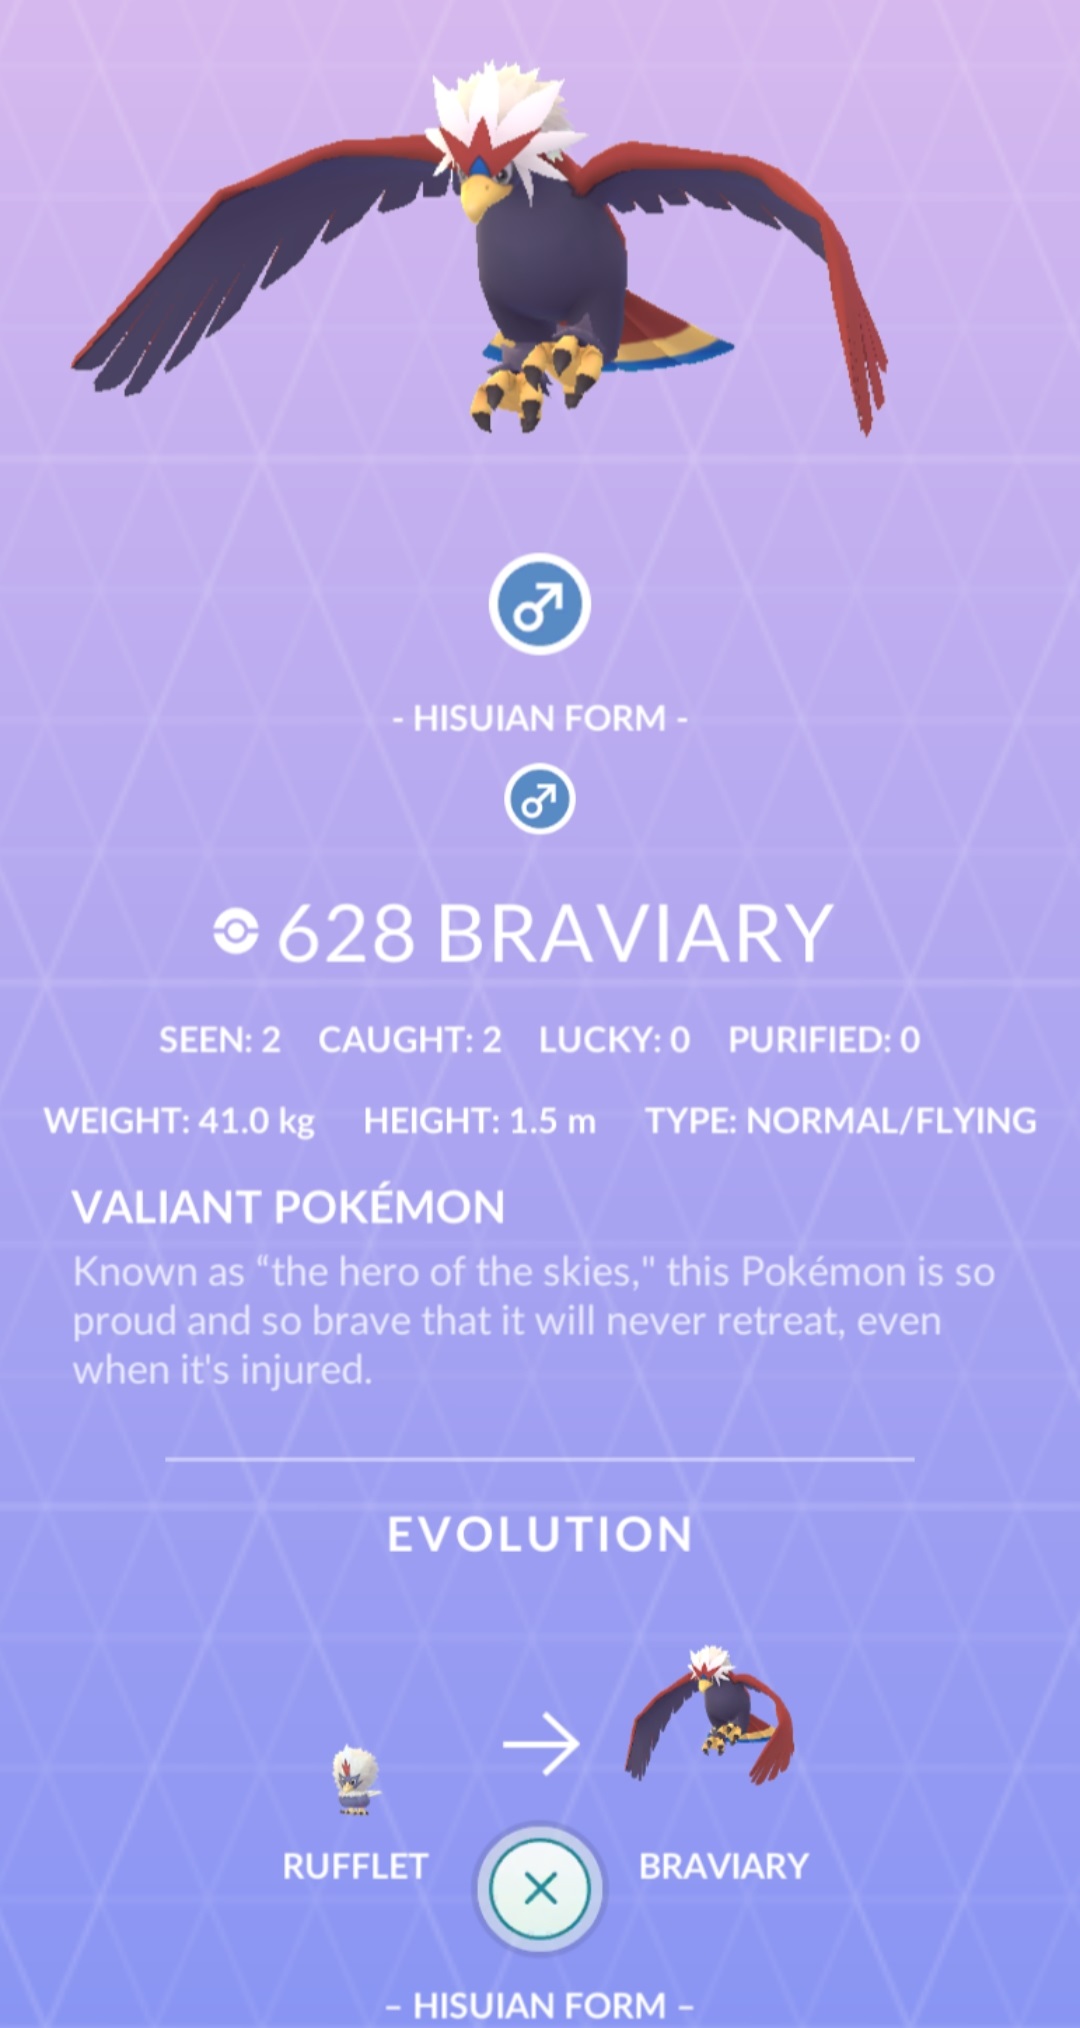 - HISUIAN FORM -
628 BRAVIARY
SEEN: 2 CAUGHT: 2 LUCKY: 0 PURIFIED: 0
WEIGHT: 41.0 kg HEIGHT: 1.5 m TYPE: NORMAL/FLYING
VALIANT POKÉMON
Known as “the hero of the skies," this Pokémon is so
proud and so brave that it will never retreat, even
when it's injured.
EVOLUTION
RUFFLET BRAVIARY
– HISUIAN FORM –